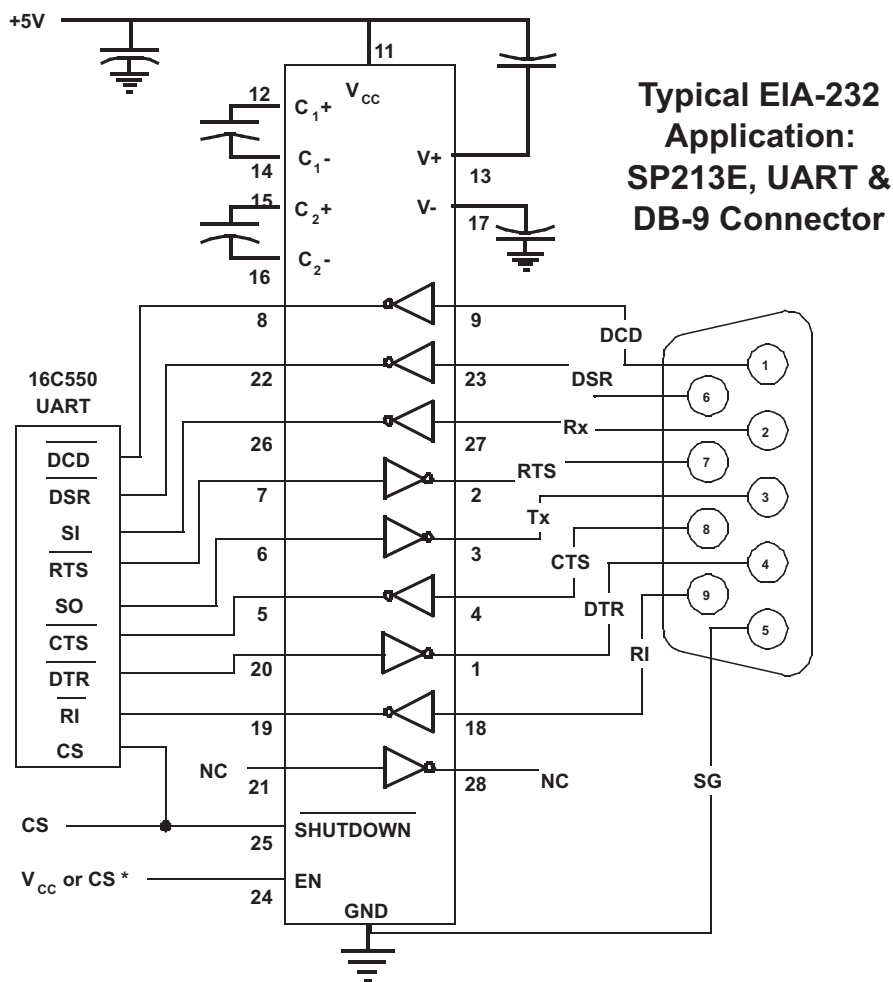 +5V
11
Typical EIA-232
Application:
SP213E, UART &
DB-9 Connector
12
VCC
C1+
14
C1-
V+
13
15
C2+
V-
17
16
C2-
8
9
DCD
1
16C550
UART
22
23
DSR
6
26
27
Rx
2
DCD
7
2
RTS
7
DSR
SI
6
3
Tx
3
RTS
SO
5
4
CTS
8
CTS
DTR
4
DTR
20
1
9
RI
19
18
RI
5
CS
NC
21
28
NC
SG
CS
25
SHUTDOWN
VCC or CS *
24
EN
GND